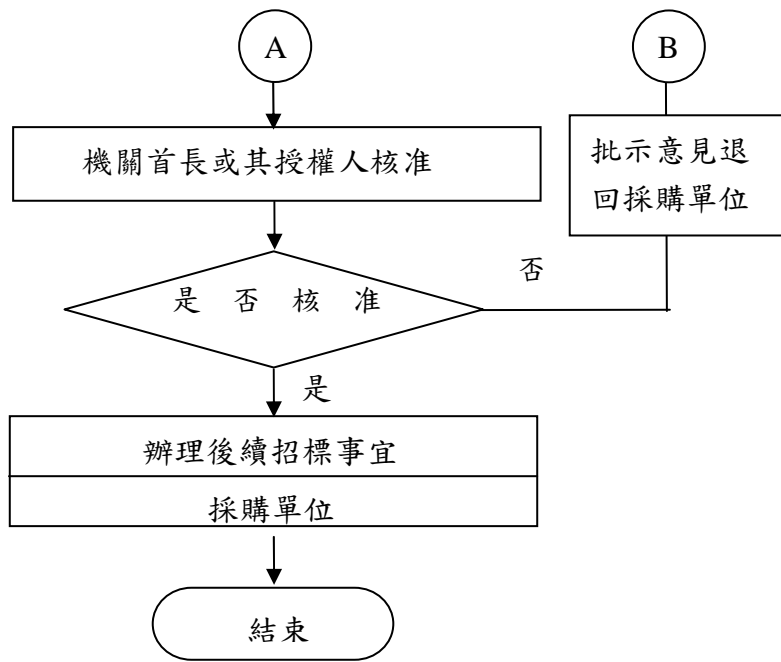 A
B
機關首長或其授權人核准
批示意見退
回採購單位
是否核准
否
是
辦理後續招標事宜
採購單位
結束